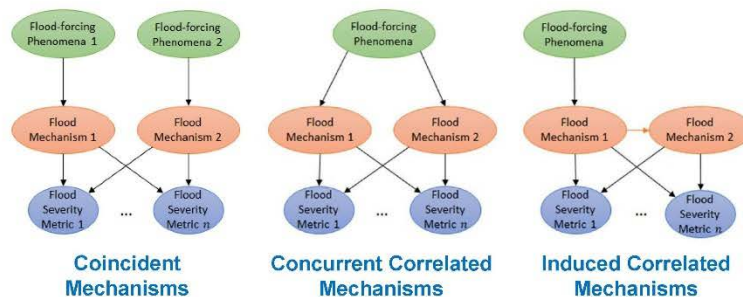 Flood-forcing
Phenomena 1
Flood-forcing
Phenomena 2
Flood
Mechanism 1
Flood
Mechanism 2
Flood
Severity
Metric 1
...
Flood
Severity
Metric n
Coincident
Mechanisms
Flood-forcing
Phenomena
Flood
Mechanism 1
Flood
Mechanism 2
Flood
Severity
Metric 1
...
Flood
Severity
Metric n
Concurrent Correlated
Mechanisms
Flood-forcing
Phenomena
Flood
Mechanism 1
Flood
Mechanism 2
Flood
Severity
Metric 1
...
Flood
Severity
Metric n
Induced Correlated
Mechanisms